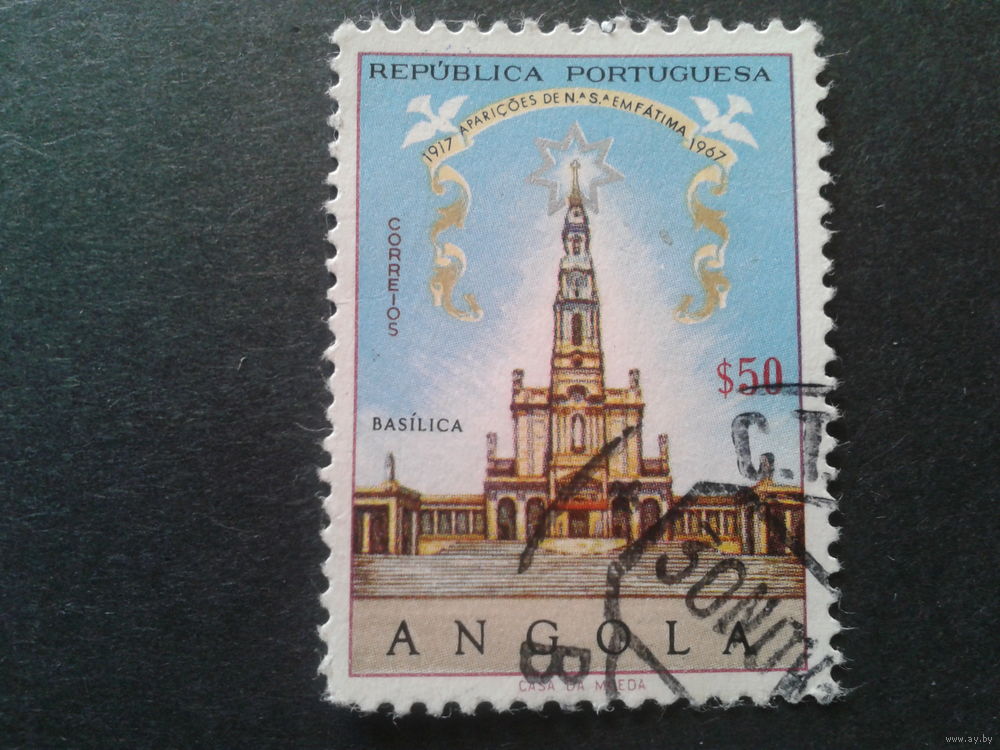 REPÚBLICA PORTUGUESA
1917 APARIÇÕES DE N.ª S.ª EM FÁTIMA 1967
CORREIOS
$50
BASÍLICA
C.T.
ANGOLA
B
CASA DA MOEDA
www.ay.by